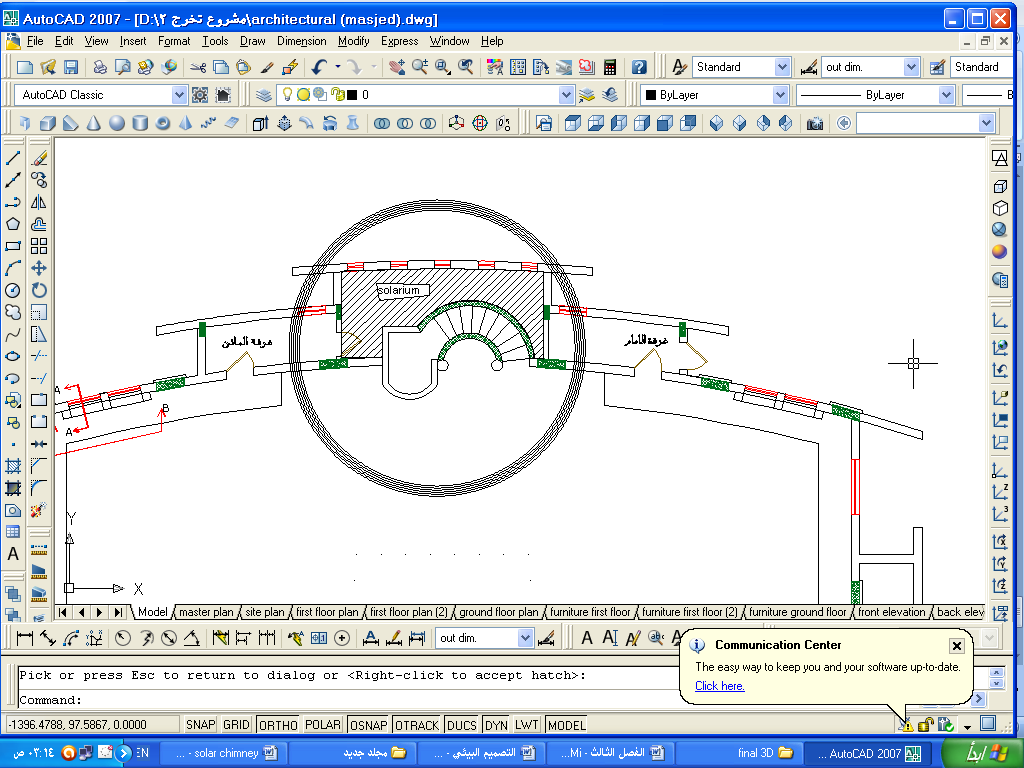 AutoCAD 2007 - [D:\مشروع تخرج ٢\architectural (masjed).dwg]
File Edit View Insert Format Tools Draw Dimension Modify Express Window Help
Standard out dim. Standard
AutoCAD Classic 0 ByLayer ByLayer B
solarium
غرفة الإمام
A
B
A
Y
X
Model master plan site plan first floor plan first floor plan (2) ground floor plan furniture first floor furniture first floor (2) furniture ground floor front elevation back elev
out dim.
Communication Center
The easy way to keep you and your software up-to-date.
Click here.
Pick or press Esc to return to dialog or <Right-click to accept hatch>:
Command:
-1396.4788, 97.5867, 0.0000 SNAP GRID ORTHO POLAR OSNAP OTRACK DUCS DYN LWT MODEL
٠٣:١٤ ص EN ... - solar chimney مجلد جديد ... - التصميم البيئي ...Mi - الفصل الثالث final 3D AutoCAD 2007 ... ابدأ